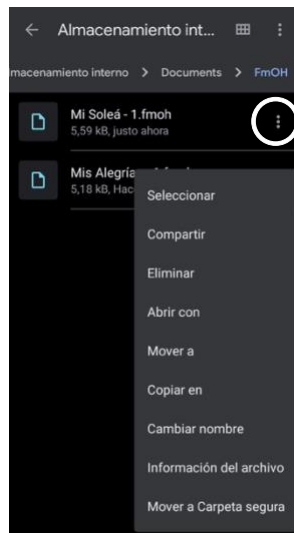 Almacenamiento int...
macenamiento interno > Documents > FmOH
Mi Soleá - 1.fmoh
5,59 kB, justo ahora
Mis Alegría
5,18 kB, Hac
Seleccionar
Compartir
Eliminar
Abrir con
Mover a
Copiar en
Cambiar nombre
Información del archivo
Mover a Carpeta segura